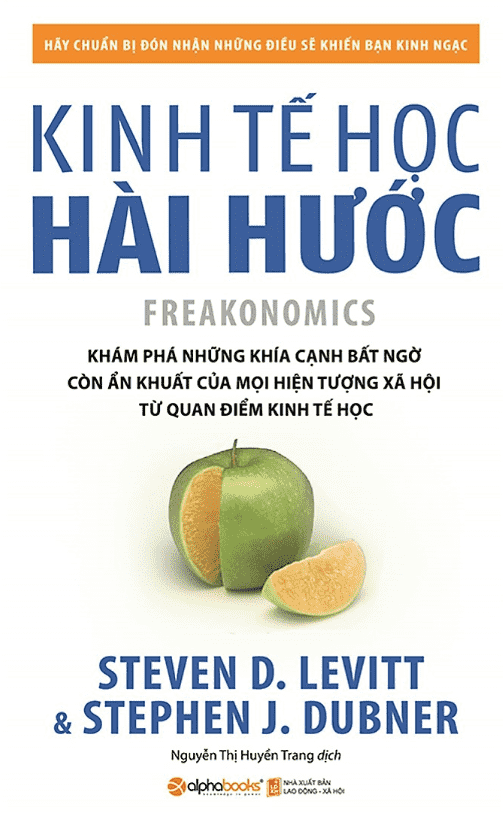 HÃY CHUẨN BỊ ĐÓN NHẬN NHỮNG ĐIỀU SẼ KHIẾN BẠN KINH NGẠC
KINH TẾ HỌC
HÀI HƯỚC
FREAKONOMICS
KHÁM PHÁ NHỮNG KHÍA CẠNH BẤT NGỜ
CÒN ẨN KHUẤT CỦA MỌI HIỆN TƯỢNG XÃ HỘI
TỪ QUAN ĐIỂM KINH TẾ HỌC
STEVEN D. LEVITT
& STEPHEN J. DUBNER
Nguyễn Thị Huyền Trang dịch
alphabooks®
knowledge is power
NHÀ XUẤT BẢN
LAO ĐỘNG - XÃ HỘI